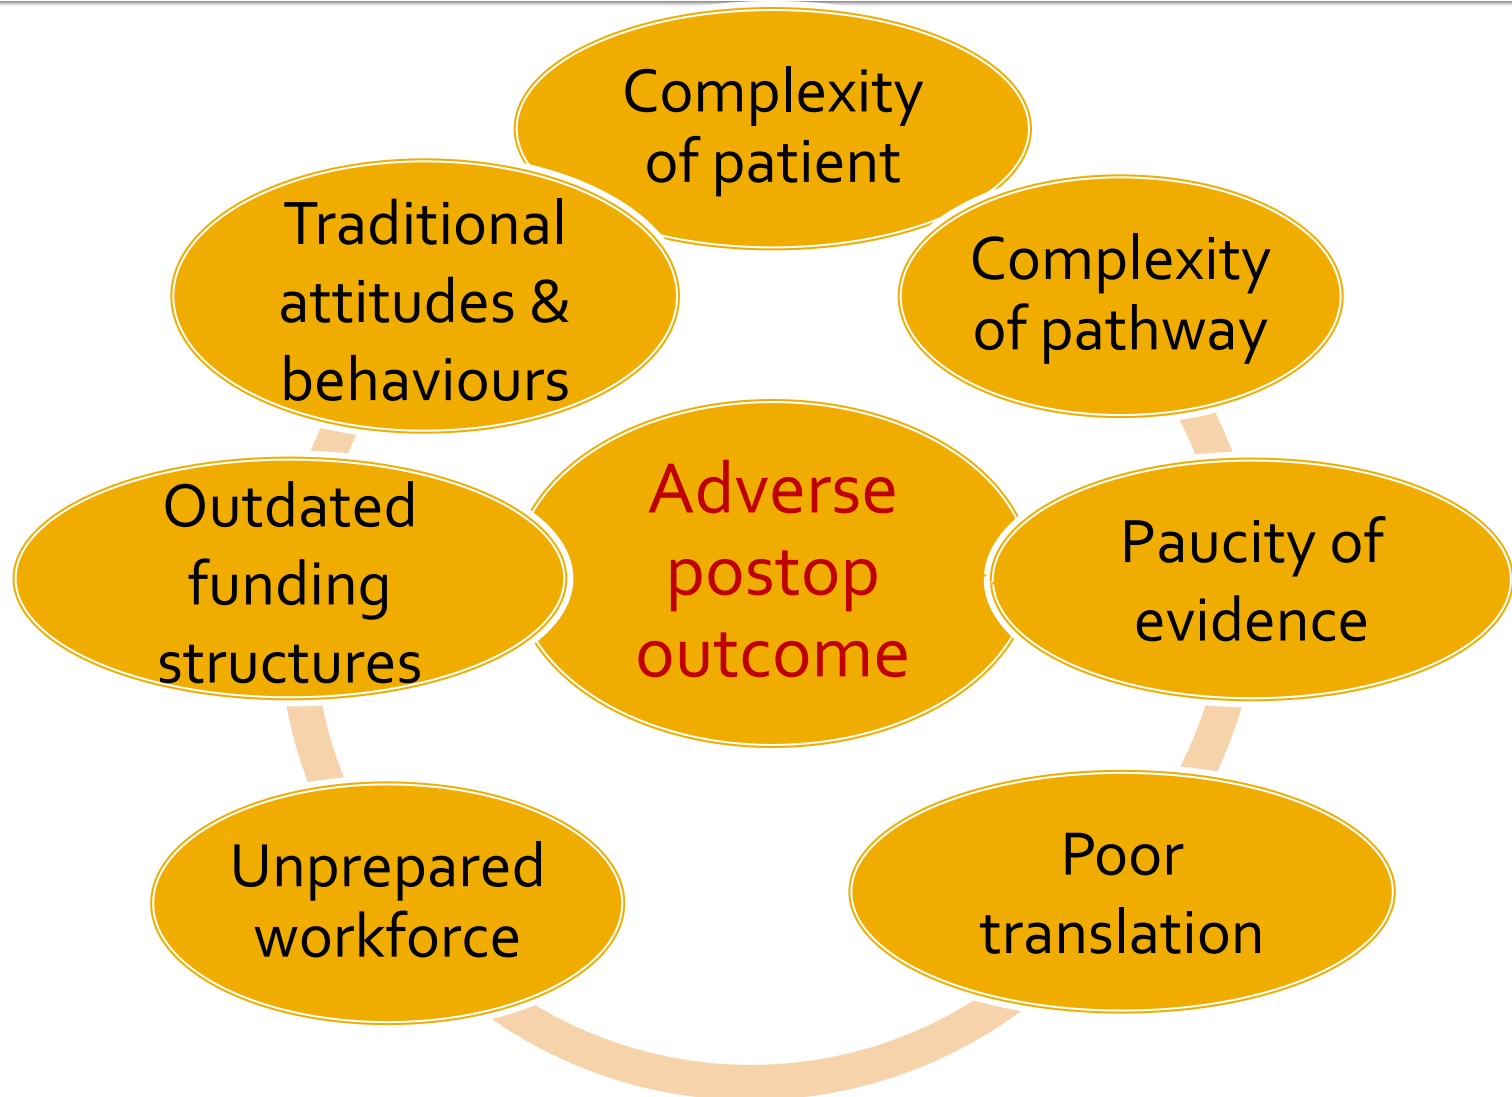 Complexity
of patient
Traditional
attitudes &
behaviours
Complexity
of pathway
Outdated
funding
structures
Adverse
postop
outcome
Paucity of
evidence
Unprepared
workforce
Poor
translation